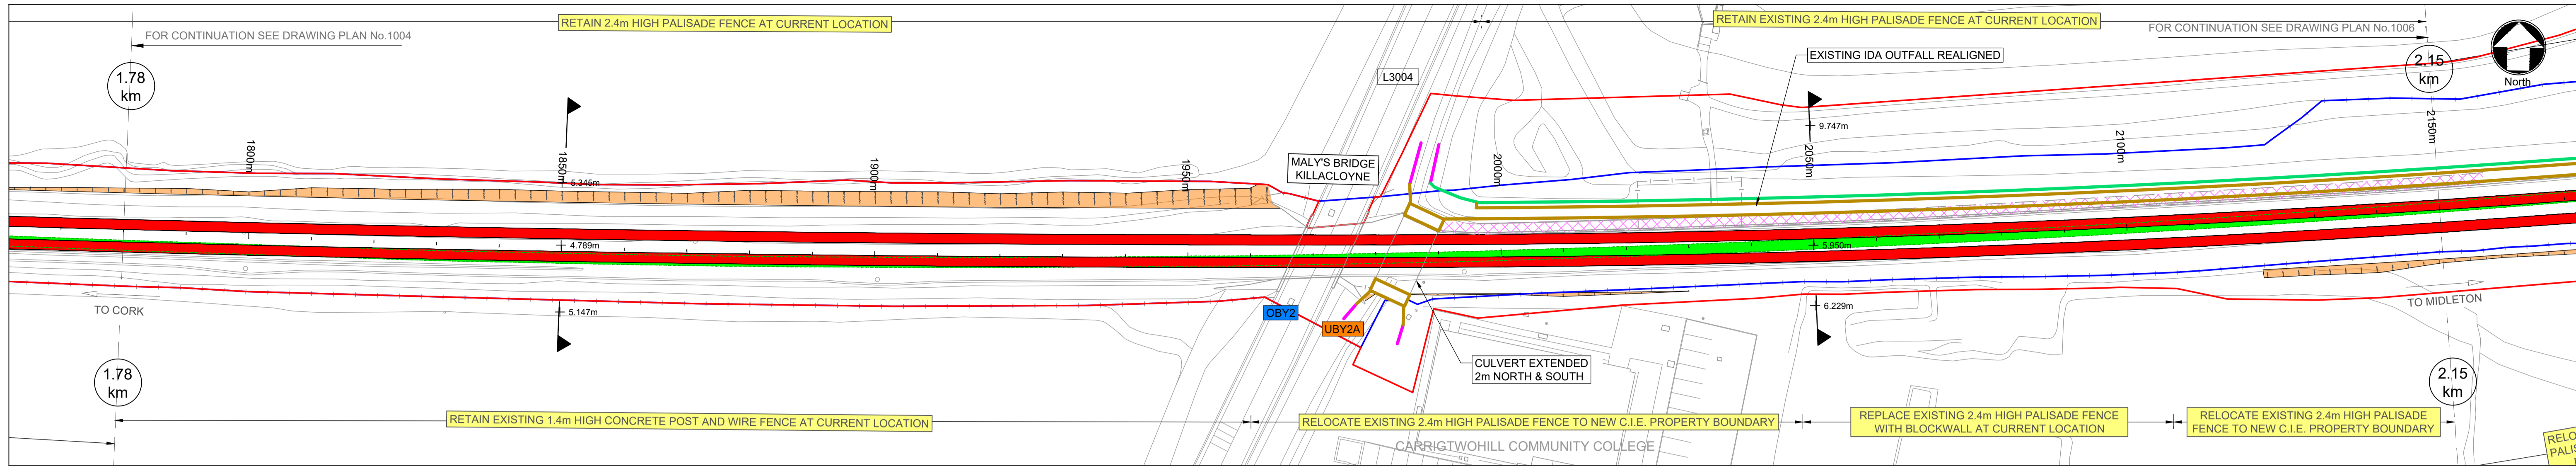 RETAIN 2.4m HIGH PALISADE FENCE AT CURRENT LOCATION
RETAIN EXISTING 2.4m HIGH PALISADE FENCE AT CURRENT LOCATION
FOR CONTINUATION SEE DRAWING PLAN No.1004
FOR CONTINUATION SEE DRAWING PLAN No.1006
EXISTING IDA OUTFALL REALIGNED
1.78
km
L3004
2.15
km
North
1800m
1850m
1900m
1950m
2000m
2050m
2100m
2150m
MALY'S BRIDGE
KILLACLOYNE
5.345m
9.747m
4.789m
5.950m
5.147m
6.229m
TO CORK
TO MIDLETON
OBY2
UBY2A
CULVERT EXTENDED
2m NORTH & SOUTH
1.78
km
2.15
km
RETAIN EXISTING 1.4m HIGH CONCRETE POST AND WIRE FENCE AT CURRENT LOCATION
RELOCATE EXISTING 2.4m HIGH PALISADE FENCE TO NEW C.I.E. PROPERTY BOUNDARY
REPLACE EXISTING 2.4m HIGH PALISADE FENCE
WITH BLOCKWALL AT CURRENT LOCATION
RELOCATE EXISTING 2.4m HIGH PALISADE
FENCE TO NEW C.I.E. PROPERTY BOUNDARY
CARRIGTWOHILL COMMUNITY COLLEGE